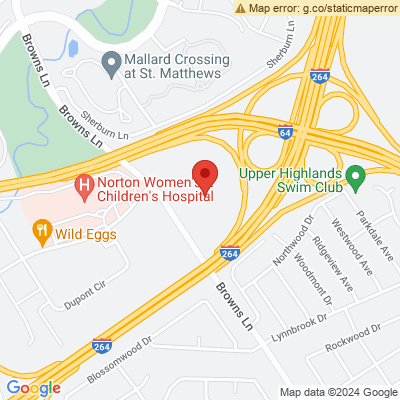 Map error: g.co/staticmaperror
Browns Ln
Mallard Crossing
at St. Matthews
Sherburn Ln
264
Browns Ln
Sherburn Ln
64
Norton Women's
Children's Hospital
Upper Highlands
Swim Club
Wild Eggs
Parkdale Ave
Westwood Ave
Ridgeview Ave
Woodmont Dr
Northwood Dr
264
Dupont Cir
Browns Ln
Lynnbrook Dr
Rockwood Dr
264
264
Blossomwood Dr
Google
Map data ©2024 Google